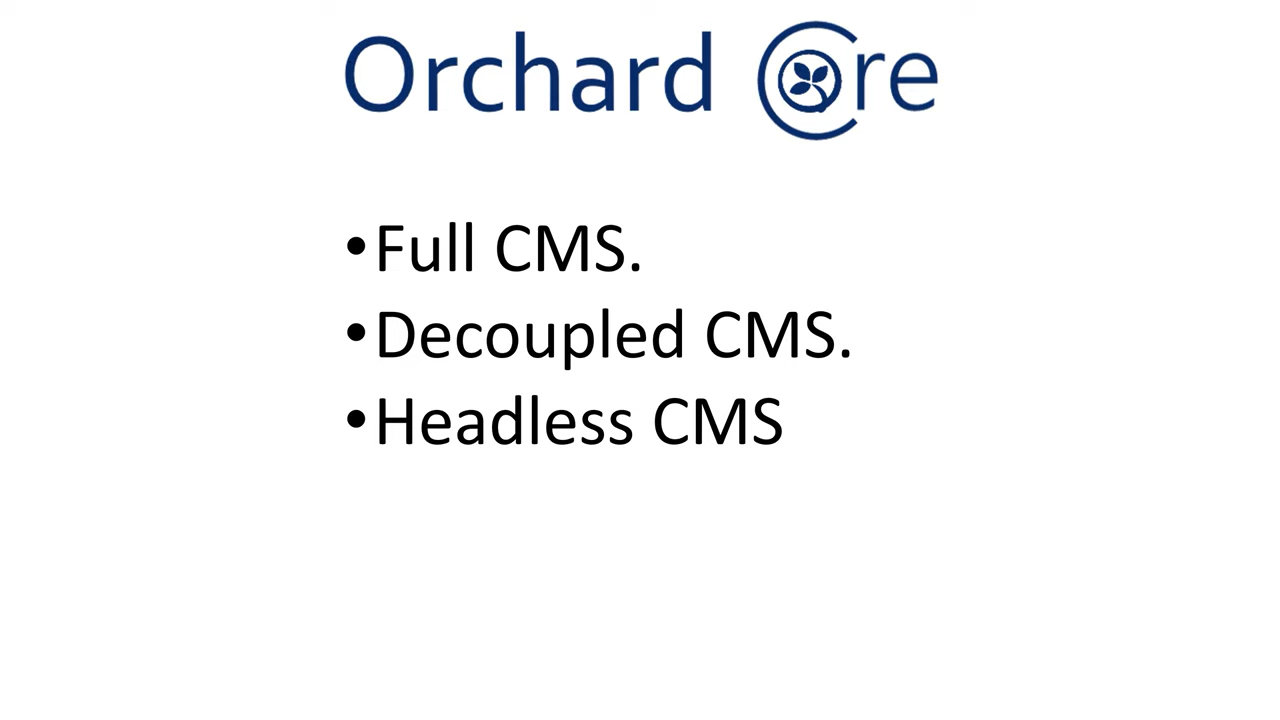 Orchard Core
•Full CMS.
•Decoupled CMS.
•Headless CMS